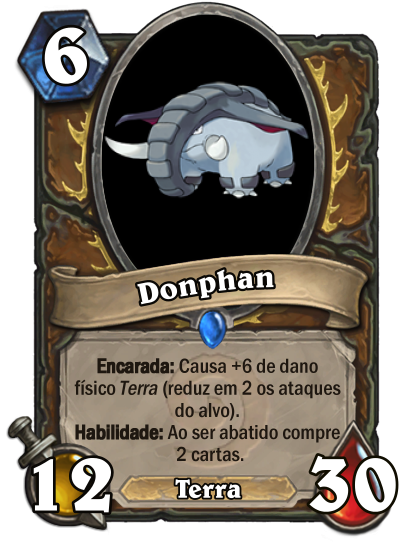 6
Donphan
Encarada: Causa +6 de dano
físico Terra (reduz em 2 os ataques
do alvo).
Habilidade: Ao ser abatido compre
2 cartas.
12
Terra
30